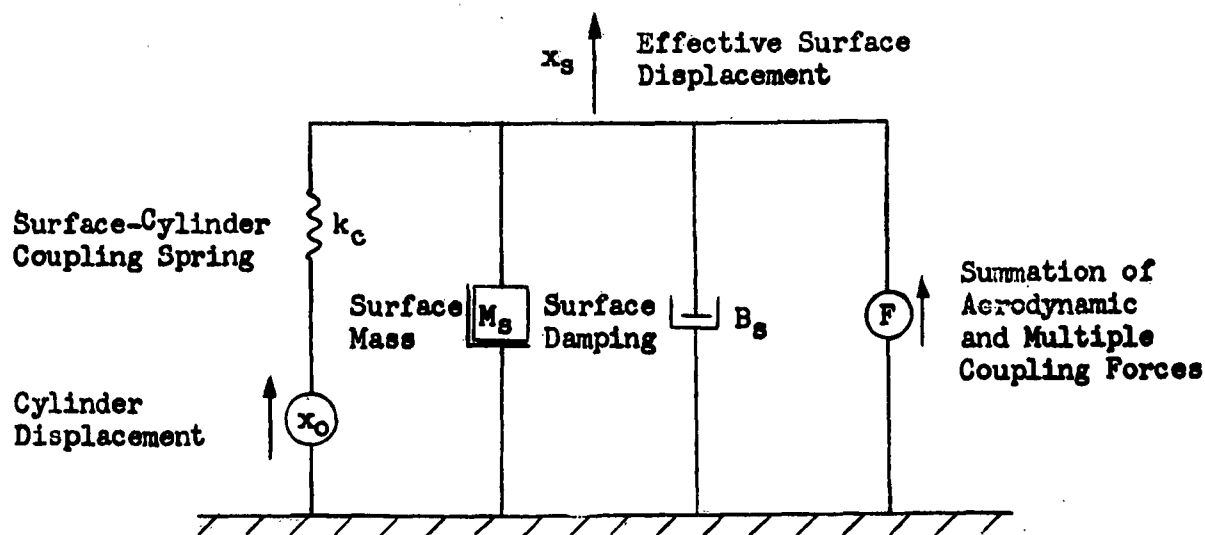 x_s
Effective Surface
Displacement
Surface-Cylinder
Coupling Spring
k_c
Surface
Mass
M_s
Surface
Damping
B_s
F
Summation of
Aerodynamic
and Multiple
Coupling Forces
Cylinder
Displacement
x_o